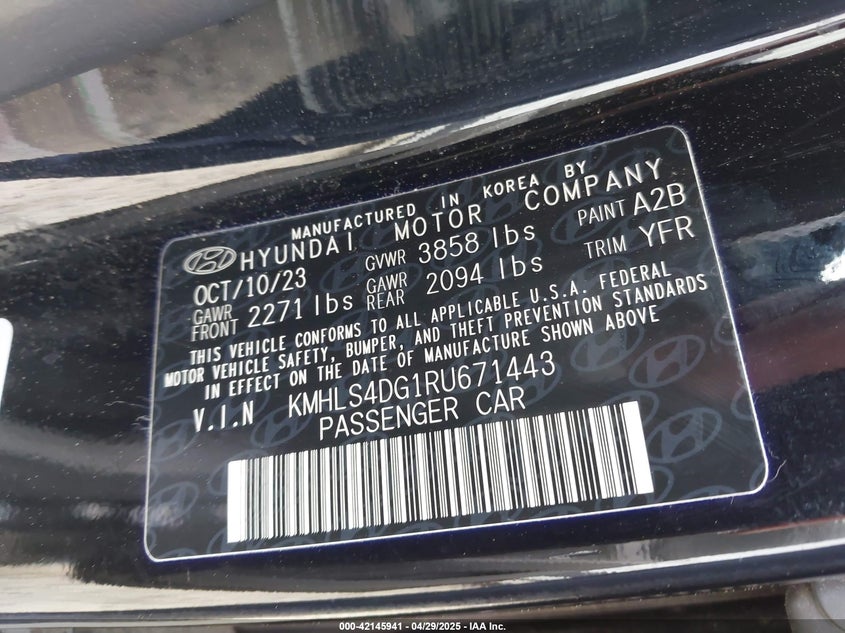 MANUFACTURED IN KOREA BY
HYUNDAI MOTOR COMPANY
OCT/10/23 GVWR 3858 lbs PAINT A2B
GAWR FRONT 2271 lbs GAWR REAR 2094 lbs TRIM YFR
THIS VEHICLE CONFORMS TO ALL APPLICABLE U.S.A. FEDERAL
MOTOR VEHICLE SAFETY, BUMPER, AND THEFT PREVENTION STANDARDS
IN EFFECT ON THE DATE OF MANUFACTURE SHOWN ABOVE
V.I.N KMHLS4DG1RU671443
PASSENGER CAR
000-42145941 - 04/29/2025 - IAA Inc.